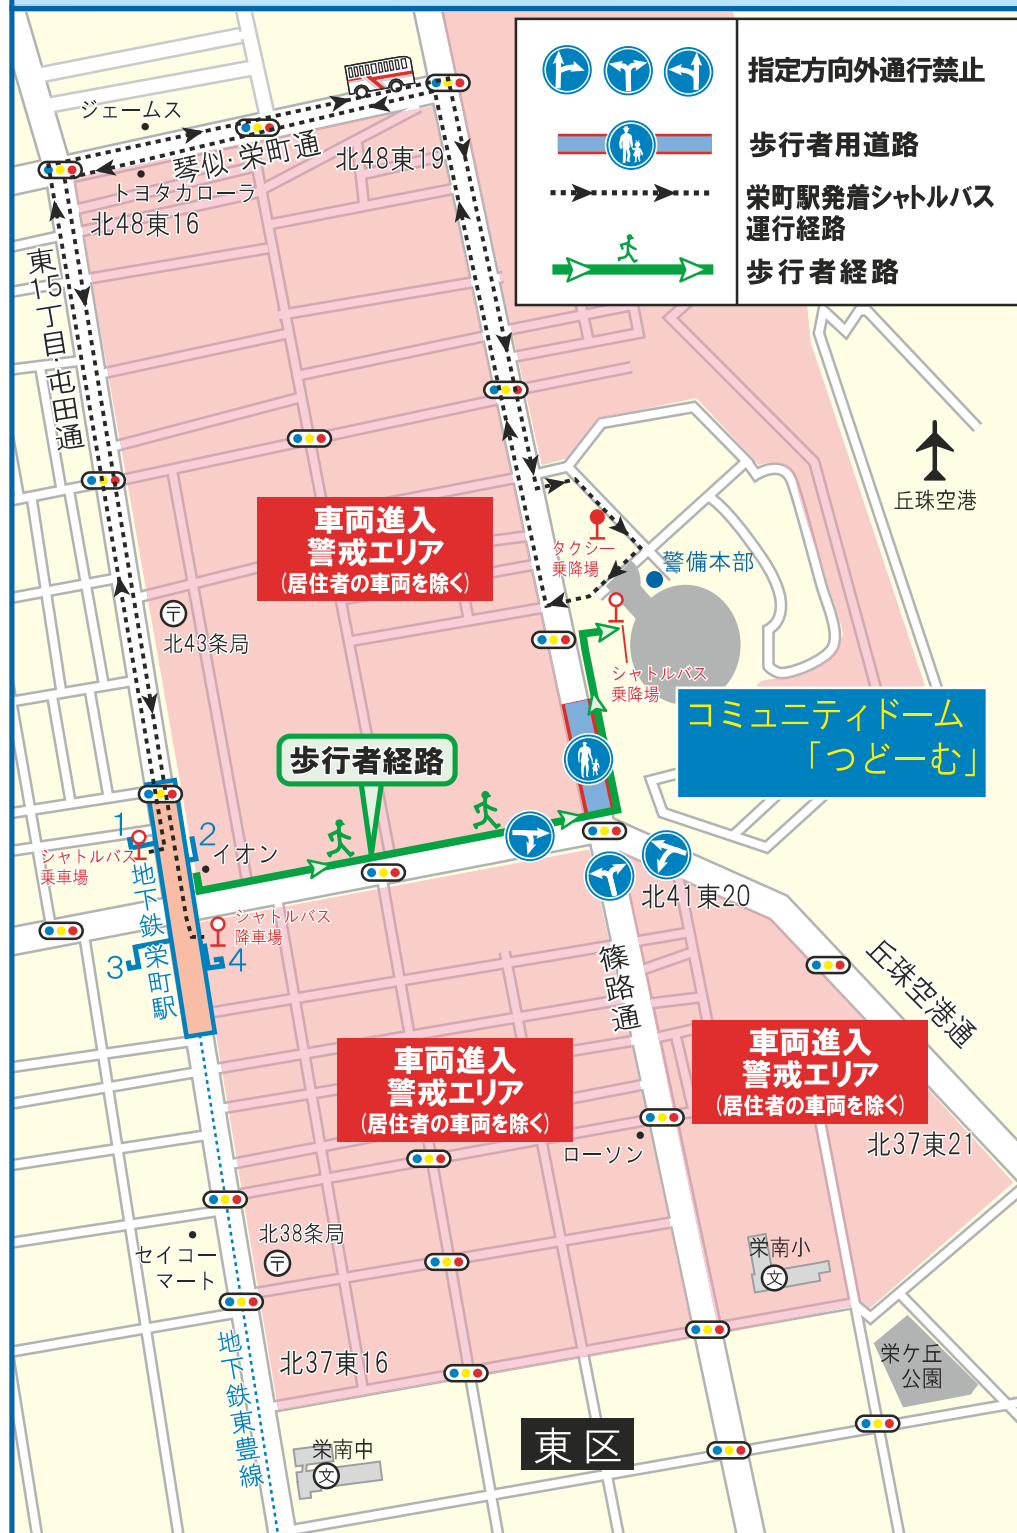 指定方向外通行禁止
歩行者用道路
栄町駅発着シャトルバス
運行経路
歩行者経路
ジェームス
琴似・栄町通
北48東19
トヨタカローラ
北48東16
東15丁目・屯田通
丘珠空港
車両進入
警戒エリア
(居住者の車両を除く)
タクシー
乗降場
警備本部
〒
北43条局
シャトルバス
乗降場
コミュニティドーム
「つどーむ」
歩行者経路
1
2
シャトルバス
乗車場
イオン
地下鉄栄町駅
シャトルバス
降車場
3
4
北41東20
篠路通
丘珠空港通
車両進入
警戒エリア
(居住者の車両を除く)
車両進入
警戒エリア
(居住者の車両を除く)
ローソン
北37東21
北38条局
〒
セイコー
マート
栄南小
文
地下鉄東豊線
北37東16
栄ケ丘
公園
東区
栄南中
文